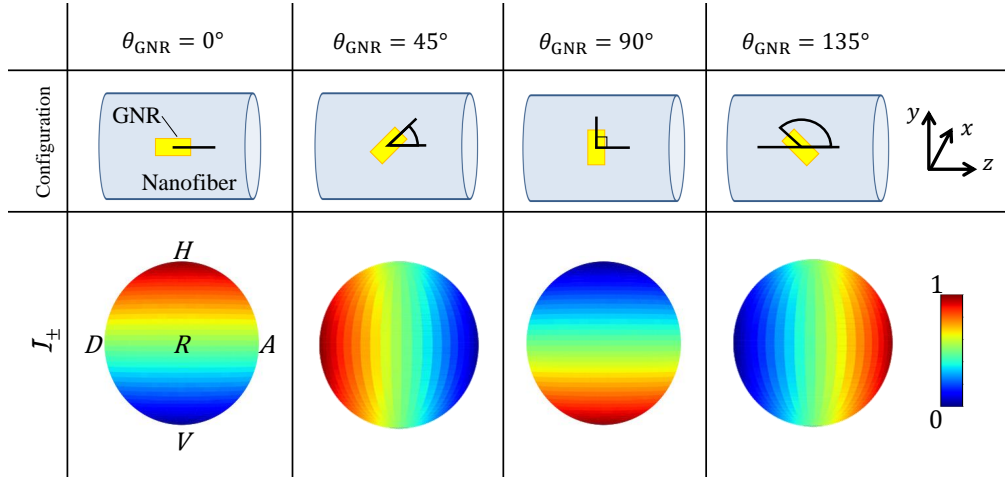 θGNR = 0°
θGNR = 45°
θGNR = 90°
θGNR = 135°
Configuration
GNR
Nanofiber
y
x
z
I±
H
D
R
A
V
1
0